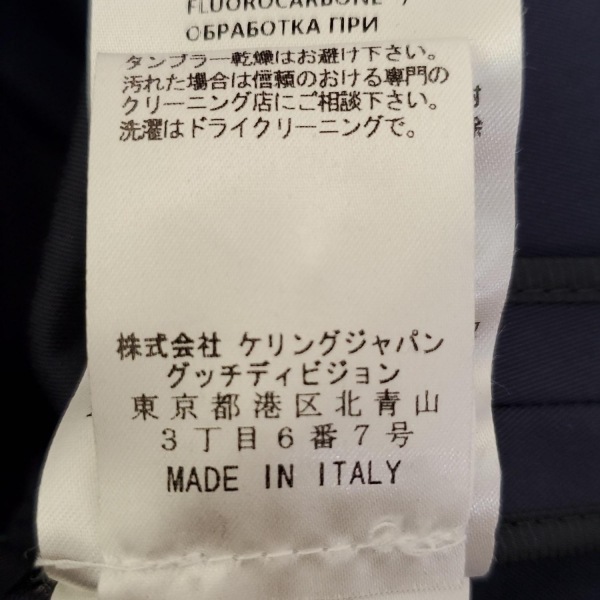 FLUOROCARBONE
ОБРАБОТКА ПРИ
タンブラー乾燥はお避け下さい。
汚れた場合は信頼のおける専門の
クリーニング店にご相談下さい。
洗濯はドライクリーニングで。
株式会社 ケリングジャパン
グッチディビジョン
東京都港区北青山
3丁目6番7号
MADE IN ITALY